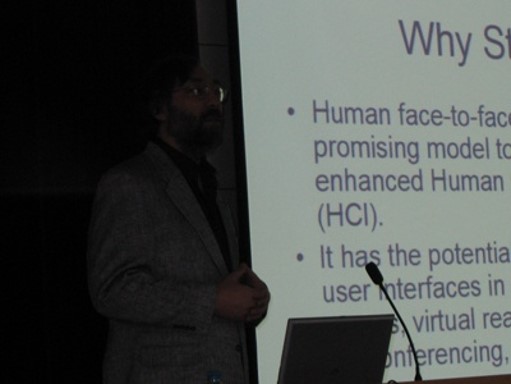 Why St
• Human face-to-face
promising model to
enhanced Human
(HCI).
• It has the potentia
user interfaces in
s, virtual rea
onferencing,